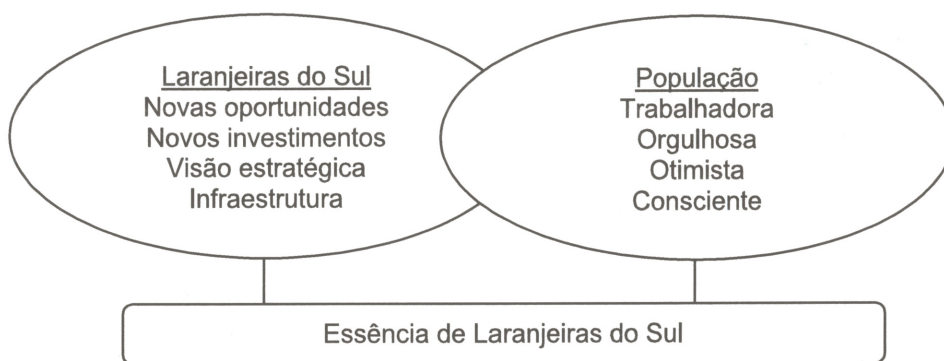 Laranjeiras do Sul
Novas oportunidades
Novos investimentos
Visão estratégica
Infraestrutura
População
Trabalhadora
Orgulhosa
Otimista
Consciente
Essência de Laranjeiras do Sul